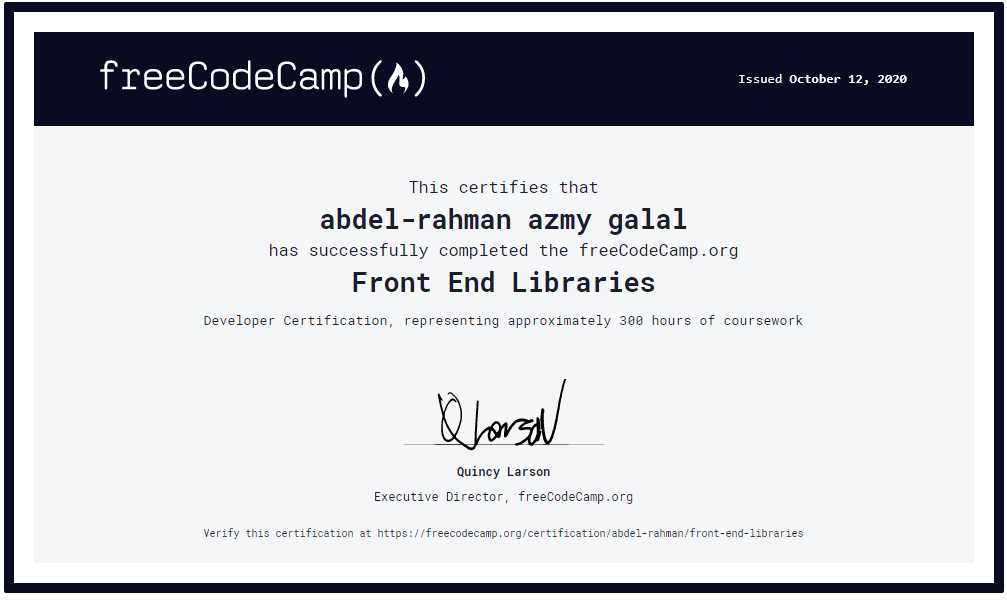 freeCodeCamp
Issued October 12, 2020
This certifies that
abdel-rahman azmy galal
has successfully completed the freeCodeCamp.org
Front End Libraries
Developer Certification, representing approximately 300 hours of coursework
Q Larson
Quincy Larson
Executive Director, freeCodeCamp.org
Verify this certification at https://freecodecamp.org/certification/abdel-rahman/front-end-libraries